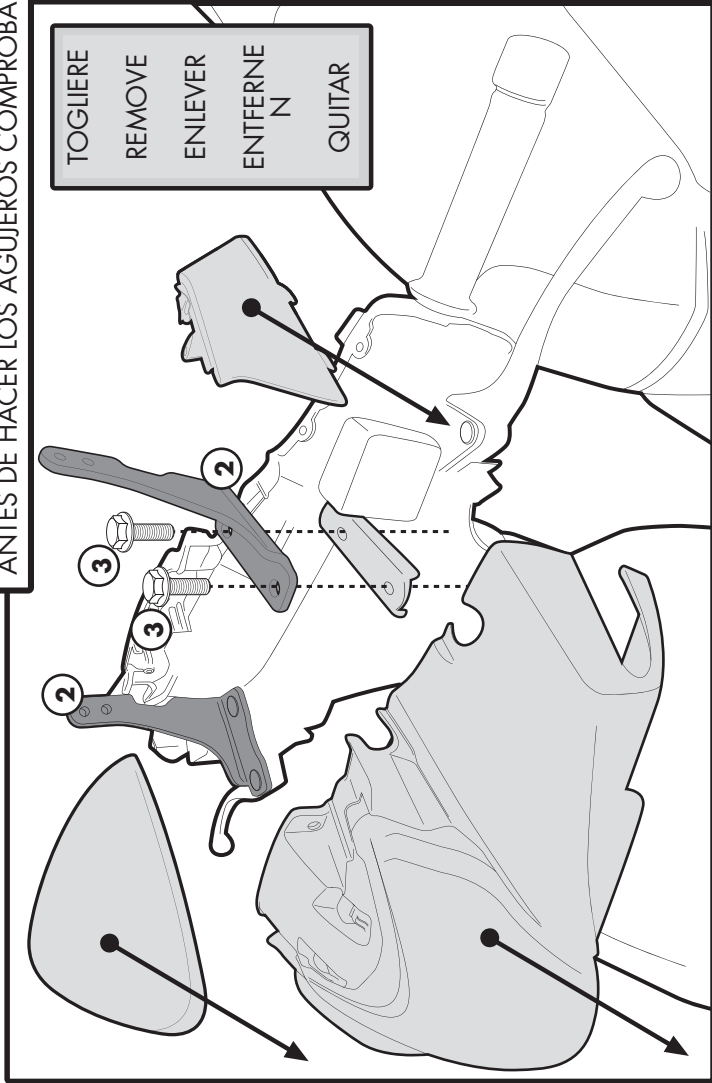 ANTES DE HACER LOS AGUJEROS COMPROBA
TOGLIERE
REMOVE
ENLEVER
ENTFERNE
N
QUITAR
2
3
3
2